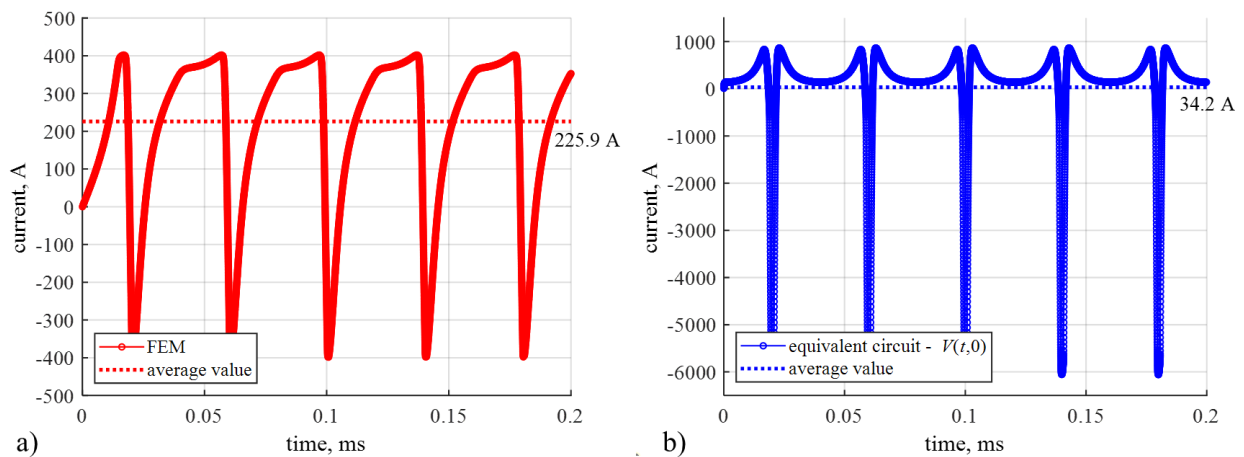 500
400
300
200
100
0
-100
-200
-300
-400
-500
current, A
225.9 A
FEM
average value
0 0.05 0.1 0.15 0.2
time, ms
a)
1000
0
-1000
-2000
-3000
-4000
-5000
-6000
current, A
34.2 A
equivalent circuit - V(t,0)
average value
0 0.05 0.1 0.15 0.2
time, ms
b)